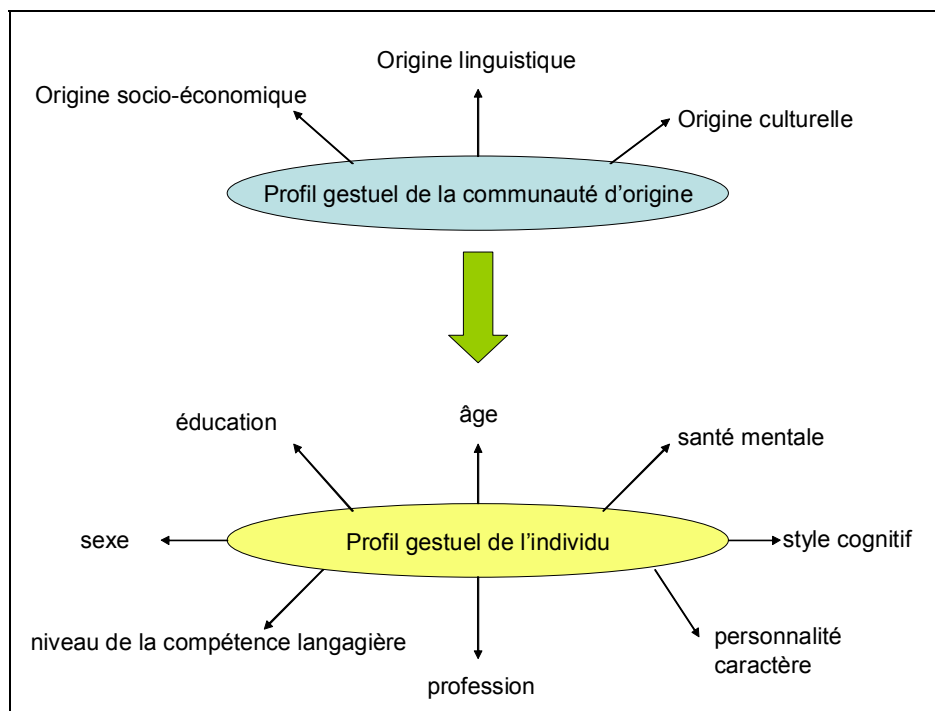 Origine linguistique
Origine socio-économique
Origine culturelle
Profil gestuel de la communauté d'origine
âge
éducation
santé mentale
sexe
Profil gestuel de l'individu
style cognitif
niveau de la compétence langagière
personnalité
caractère
profession